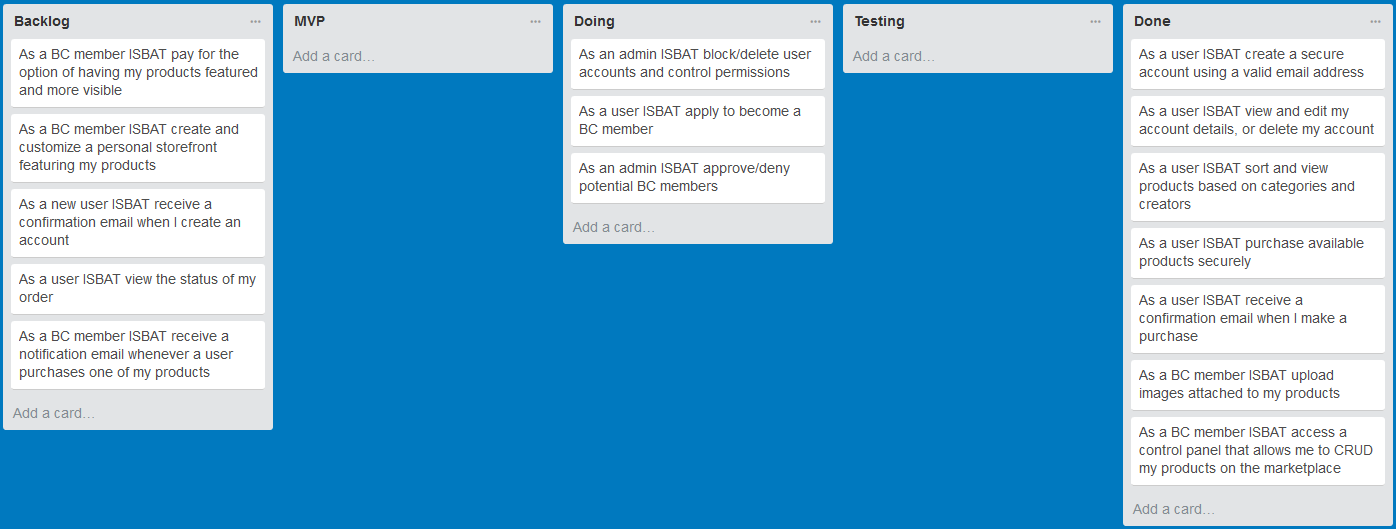 Backlog
As a BC member ISBAT pay for the
option of having my products featured
and more visible
As a BC member ISBAT create and
customize a personal storefront
featuring my products
As a new user ISBAT receive a
confirmation email when I create an
account
As a user ISBAT view the status of my
order
As a BC member ISBAT receive a
notification email whenever a user
purchases one of my products
Add a card…
MVP
Add a card…
Doing
As an admin ISBAT block/delete user
accounts and control permissions
As a user ISBAT apply to become a
BC member
As an admin ISBAT approve/deny
potential BC members
Add a card…
Testing
Add a card…
Done
As a user ISBAT create a secure
account using a valid email address
As a user ISBAT view and edit my
account details, or delete my account
As a user ISBAT sort and view
products based on categories and
creators
As a user ISBAT purchase available
products securely
As a user ISBAT receive a
confirmation email when I make a
purchase
As a BC member ISBAT upload
images attached to my products
As a BC member ISBAT access a
control panel that allows me to CRUD
my products on the marketplace
Add a card…